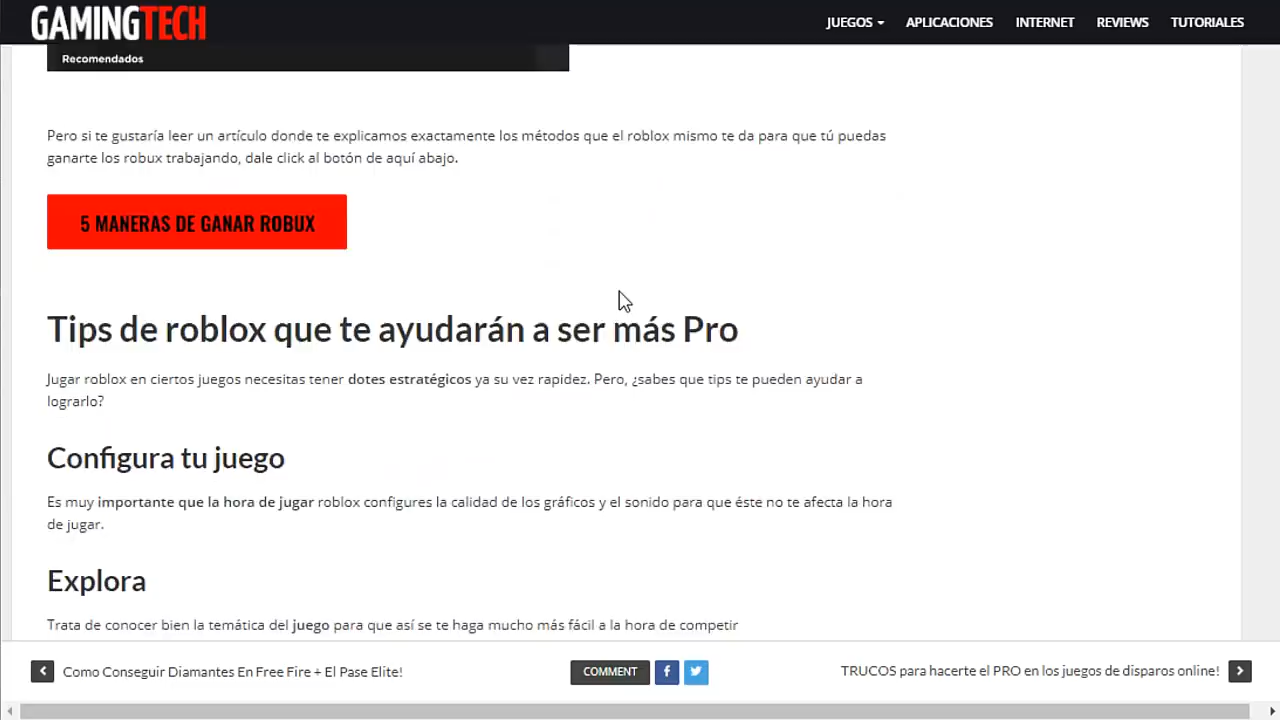 GAMINGTECH
JUEGOS APLICACIONES INTERNET REVIEWS TUTORIALES
Recomendados
Pero si te gustaría leer un artículo donde te explicamos exactamente los métodos que el roblox mismo te da para que tú puedas
ganarte los robux trabajando, dale click al botón de aquí abajo.
5 MANERAS DE GANAR ROBUX
Tips de roblox que te ayudarán a ser más Pro
Jugar roblox en ciertos juegos necesitas tener dotes estratégicos ya su vez rapidez. Pero, ¿sabes que tips te pueden ayudar a
lograrlo?
Configura tu juego
Es muy importante que la hora de jugar roblox configures la calidad de los gráficos y el sonido para que éste no te afecta la hora
de jugar.
Explora
Trata de conocer bien la temática del juego para que así se te haga mucho más fácil a la hora de competir
Como Conseguir Diamantes En Free Fire + El Pase Elite!
COMMENT
TRUCOS para hacerte el PRO en los juegos de disparos online!